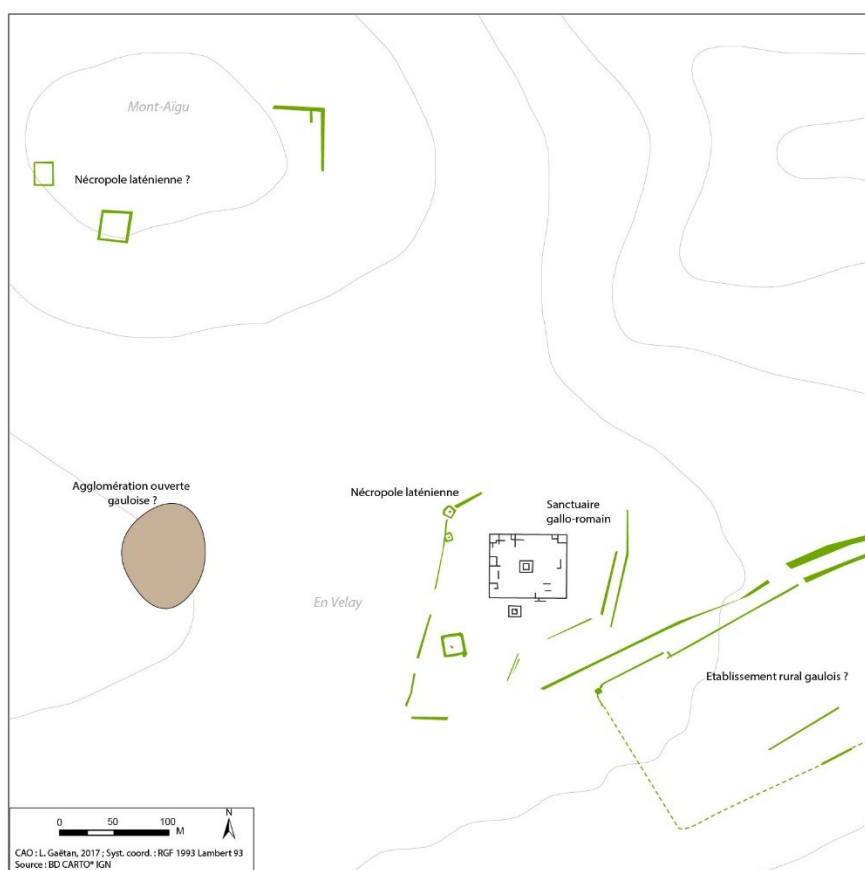 Mont-Aïgu
Nécropole laténienne ?
Agglomération ouverte
gauloise ?
Nécropole laténienne
Sanctuaire
gallo-romain
En Velay
Etablissement rural gaulois ?
0 50 100
M
N
CAO : L. Gaëtan, 2017 ; Syst. coord. : RGF 1993 Lambert 93
Source : BD CARTO® IGN